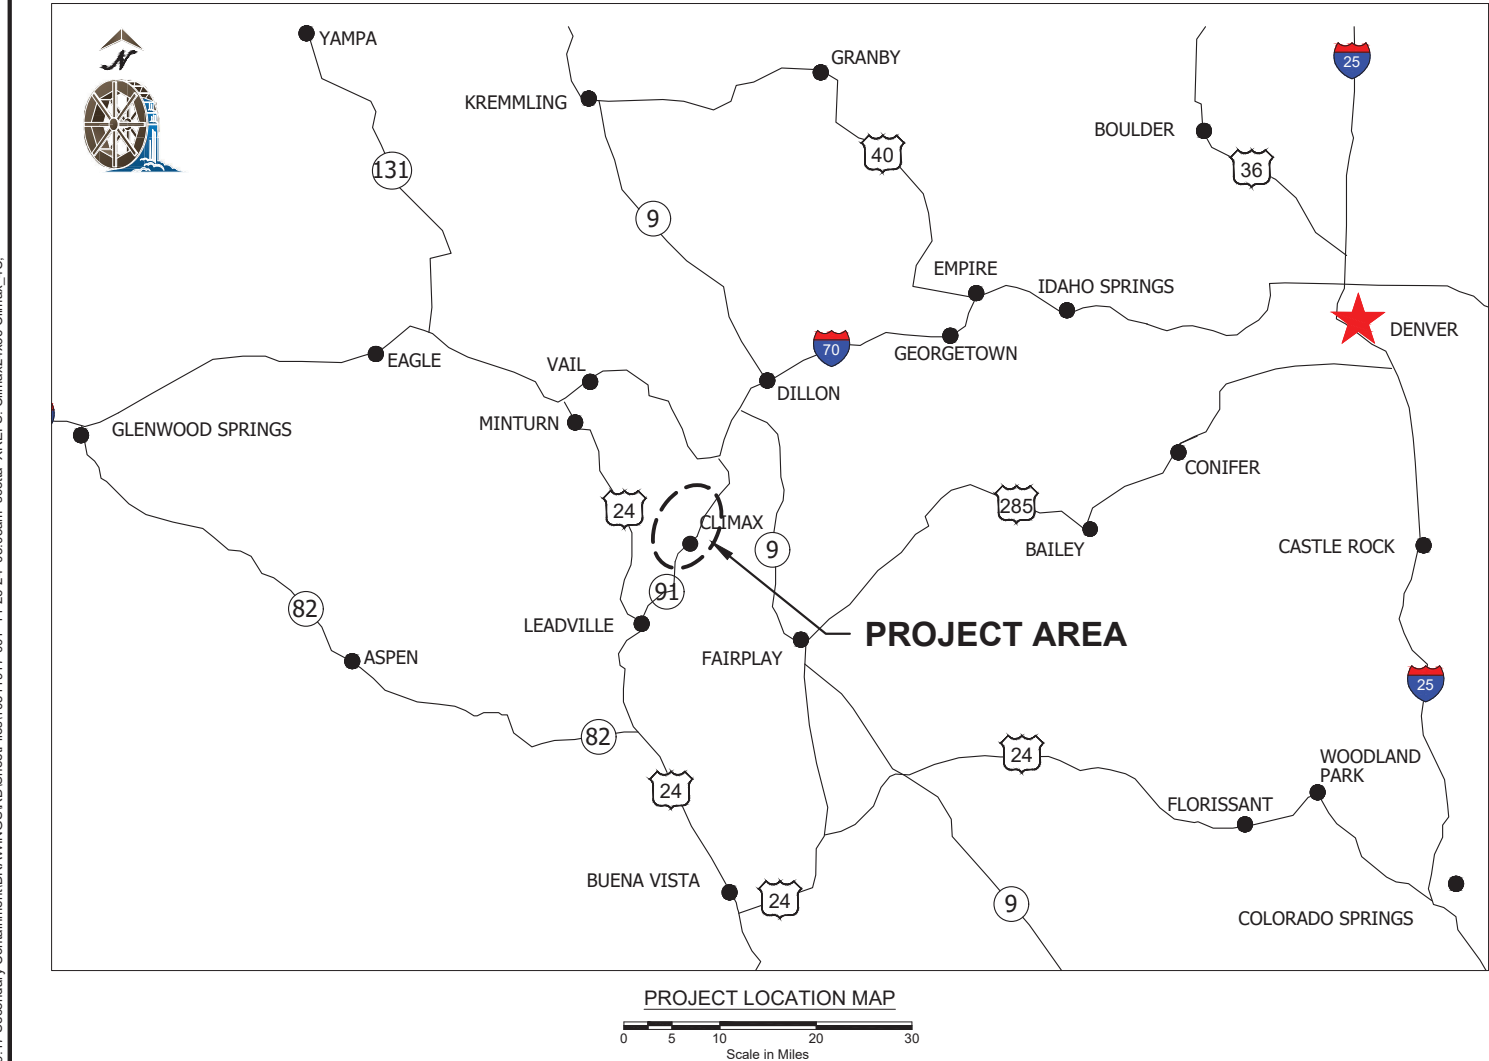 YAMPA
N
GRANBY
25
KREMMLING
BOULDER
40
36
131
9
EMPIRE
IDAHO SPRINGS
DENVER
70
GEORGETOWN
EAGLE
VAIL
DILLON
MINTURN
GLENWOOD SPRINGS
CONIFER
24
CLIMAX
285
9
BAILEY
CASTLE ROCK
91
82
LEADVILLE
PROJECT AREA
ASPEN
FAIRPLAY
25
82
24
WOODLAND
PARK
24
FLORISSANT
BUENA VISTA
24
9
COLORADO SPRINGS
PROJECT LOCATION MAP
0 5 10 20 30
Scale in Miles